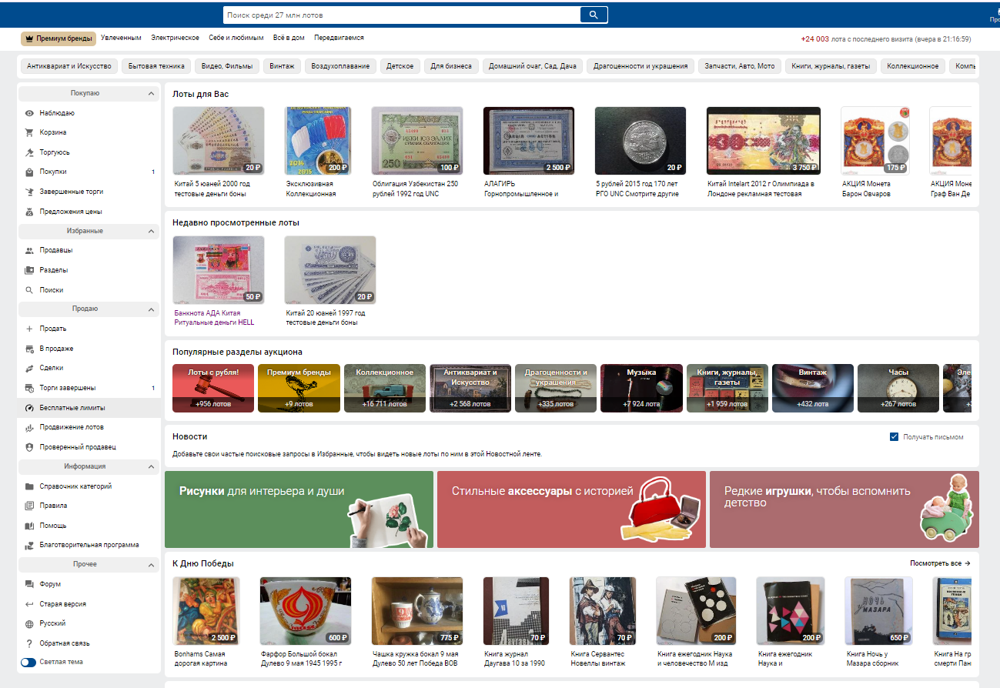 Поиск среди 27 млн лотов
Премиум бренды Увлеченным Электрическое Себе и любимым Всё в дом Передвигаемся
+24 003 лота с последнего визита (вчера в 21:16:59)
Антиквариат и Искусство Бытовая техника Видео, Фильмы Винтаж Воздухоплавание Детское Для бизнеса Домашний очаг, Сад, Дача Драгоценности и украшения Запчасти, Авто, Мото Книги, журналы, газеты Коллекционное
Покупаю
Наблюдаю
Корзина
Торгуюсь
Покупки 1
Завершенные торги
Предложения цены
Избранные
Продавцы
Разделы
Поиски
Продаю
Продать
В продаже
Сделки
Торги завершены 1
Бесплатные лимиты
Продвижение лотов
Проверенный продавец
Информация
Справочник категорий
Правила
Помощь
Благотворительная программа
Прочее
Форум
Старая версия
Русский
Обратная связь
Светлая тема
Лоты для Вас
20 ₽ 200 ₽ 100 ₽ 2 500 ₽ 20 ₽ 3 750 ₽ 175 ₽
Китай 5 юаней 2000 год
тестовые деньги боны
Эксклюзивная
Коллекционная
Облигация Узбекистан 250
рублей 1992 год UNC
АЛАГИРЬ
Горнопромышленное и
5 рублей 2015 год 170 лет
РГО UNC Смотрите другие
Китай Intelart 2012 г Олимпиада в
Лондоне рекламная тестовая
АКЦИЯ Монета
Барон Овчаров
АКЦИЯ Моне
Граф Ван Де
Недавно просмотренные лоты
50 ₽ 20 ₽
Банкнота АДА Китая
Ритуальные деньги HELL
Китай 20 юаней 1997 год
тестовые деньги боны
Популярные разделы аукциона
Лоты с рубля!
+956 лотов
Премиум бренды
+9 лотов
Коллекционное
+16 711 лотов
Антиквариат и
Искусство
+2 568 лотов
Драгоценности и
украшения
+335 лотов
Музыка
+7 924 лота
Книги, журналы,
газеты
+1 959 лотов
Винтаж
+432 лота
Часы
+267 лотов
Новости
Получать письмом
Добавьте свои частые поисковые запросы в Избранные, чтобы видеть новые лоты по ним в этой Новостной ленте.
Рисунки для интерьера и души
Стильные аксессуары с историей
Редкие игрушки, чтобы вспомнить
детство
К Дню Победы
Посмотреть все →
2 500 ₽ 600 ₽ 775 ₽ 70 ₽ 70 ₽ 200 ₽ 200 ₽ 650 ₽
Bonhams Самая
дорогая картина
Фарфор Большой бокал
Дулево 9 мая 1945 1995 г
Чашка кружка бокал 9 мая
Дулево 50 лет Победа ВОВ
Книга журнал
Даугава 10 за 1990
Книга Сервантес
Новеллы винтаж
Книга ежегодник Наука
и человечество М изд
Книга ежегодник
Наука и
Книга Ночь у
Мазара сборник
Книга На гр
смерти Пан